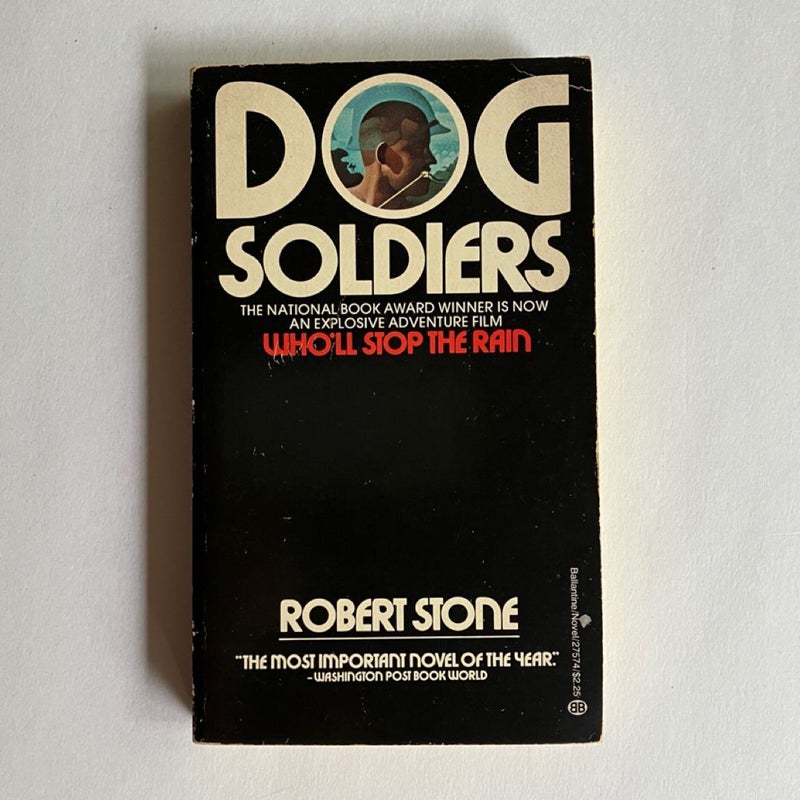 DOG
SOLDIERS
THE NATIONAL BOOK AWARD WINNER IS NOW
AN EXPLOSIVE ADVENTURE FILM
WHO'LL STOP THE RAIN
ROBERT STONE
"THE MOST IMPORTANT NOVEL OF THE YEAR."
-WASHINGTON POST BOOK WORLD
Ballantine/Novel/27574/$2.25
BB